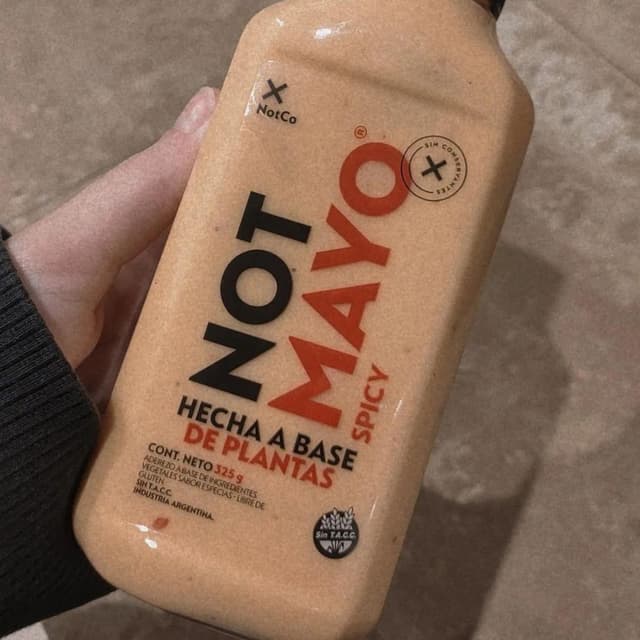 NotCo
NOT
MAYO®
SPICY
SIN CONSERVANTES
HECHA A BASE
DE PLANTAS
CONT. NETO 325 g
ADEREZO A BASE DE INGREDIENTES
VEGETALES SABOR ESPECIAS - LIBRE DE
GLUTEN.
SIN T.A.C.C.
INDUSTRIA ARGENTINA.
Sin T.A.C.C.